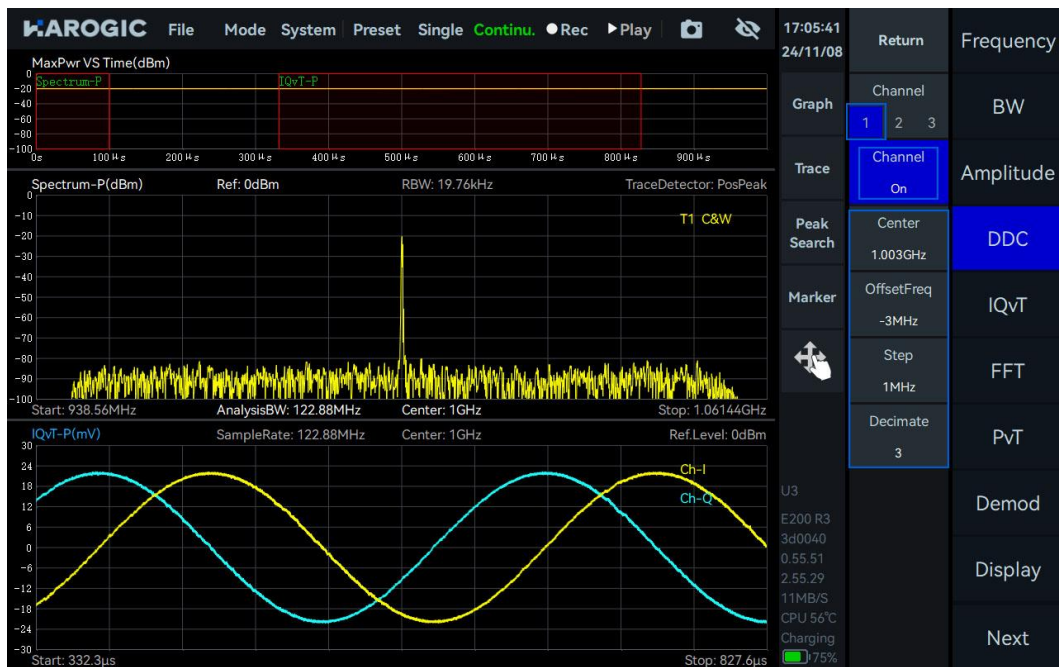 HAROGIC File Mode System Preset Single Continu. Rec Play
17:05:41
24/11/08
MaxPwr VS Time(dBm)
0
-20
-40
-60
-80
-100
Spectrum-P
IQvT-P
0s 100µs 200µs 300µs 400µs 500µs 600µs 700µs 800µs 900µs
Spectrum-P(dBm) Ref: 0dBm RBW: 19.76kHz TraceDetector: PosPeak
T1 C&W
0
-10
-20
-30
-40
-50
-60
-70
-80
-90
-100
Start: 938.56MHz AnalysisBW: 122.88MHz Center: 1GHz Stop: 1.06144GHz
IQvT-P(mV) SampleRate: 122.88MHz Center: 1GHz Ref.Level: 0dBm
Ch-I
Ch-Q
30
24
18
12
6
0
-6
-12
-18
-24
-30
Start: 332.3µs Stop: 827.6µs
Graph
Trace
Peak
Search
Marker
U3
E200 R3
3d0040
0.55.51
2.55.29
11MB/S
CPU 56℃
Charging
75%
Return
Channel
1 2 3
Channel
On
Center
1.003GHz
OffsetFreq
-3MHz
Step
1MHz
Decimate
3
Frequency
BW
Amplitude
DDC
IQvT
FFT
PvT
Demod
Display
Next